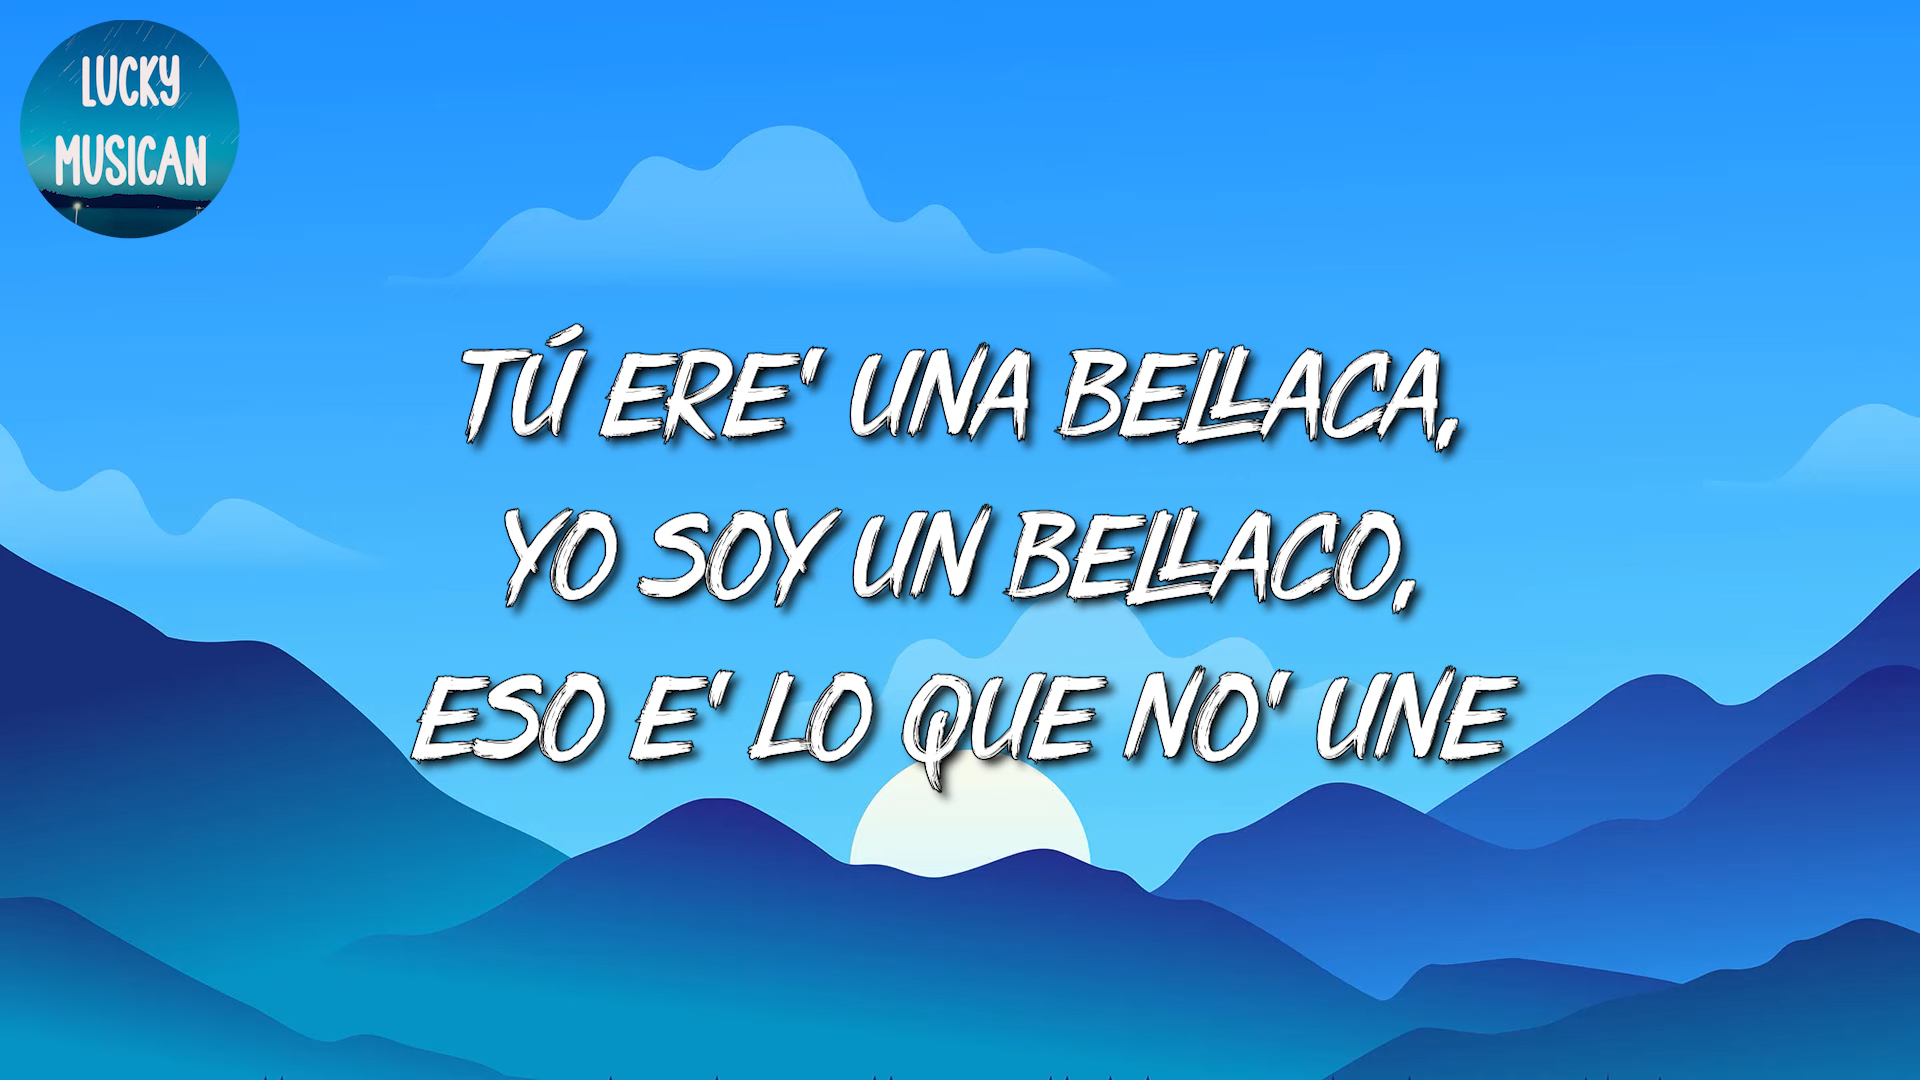 LUCKY
MUSICAN
TÚ ERE' UNA BELLACA,
YO SOY UN BELLACO,
ESO E' LO QUE NO' UNE